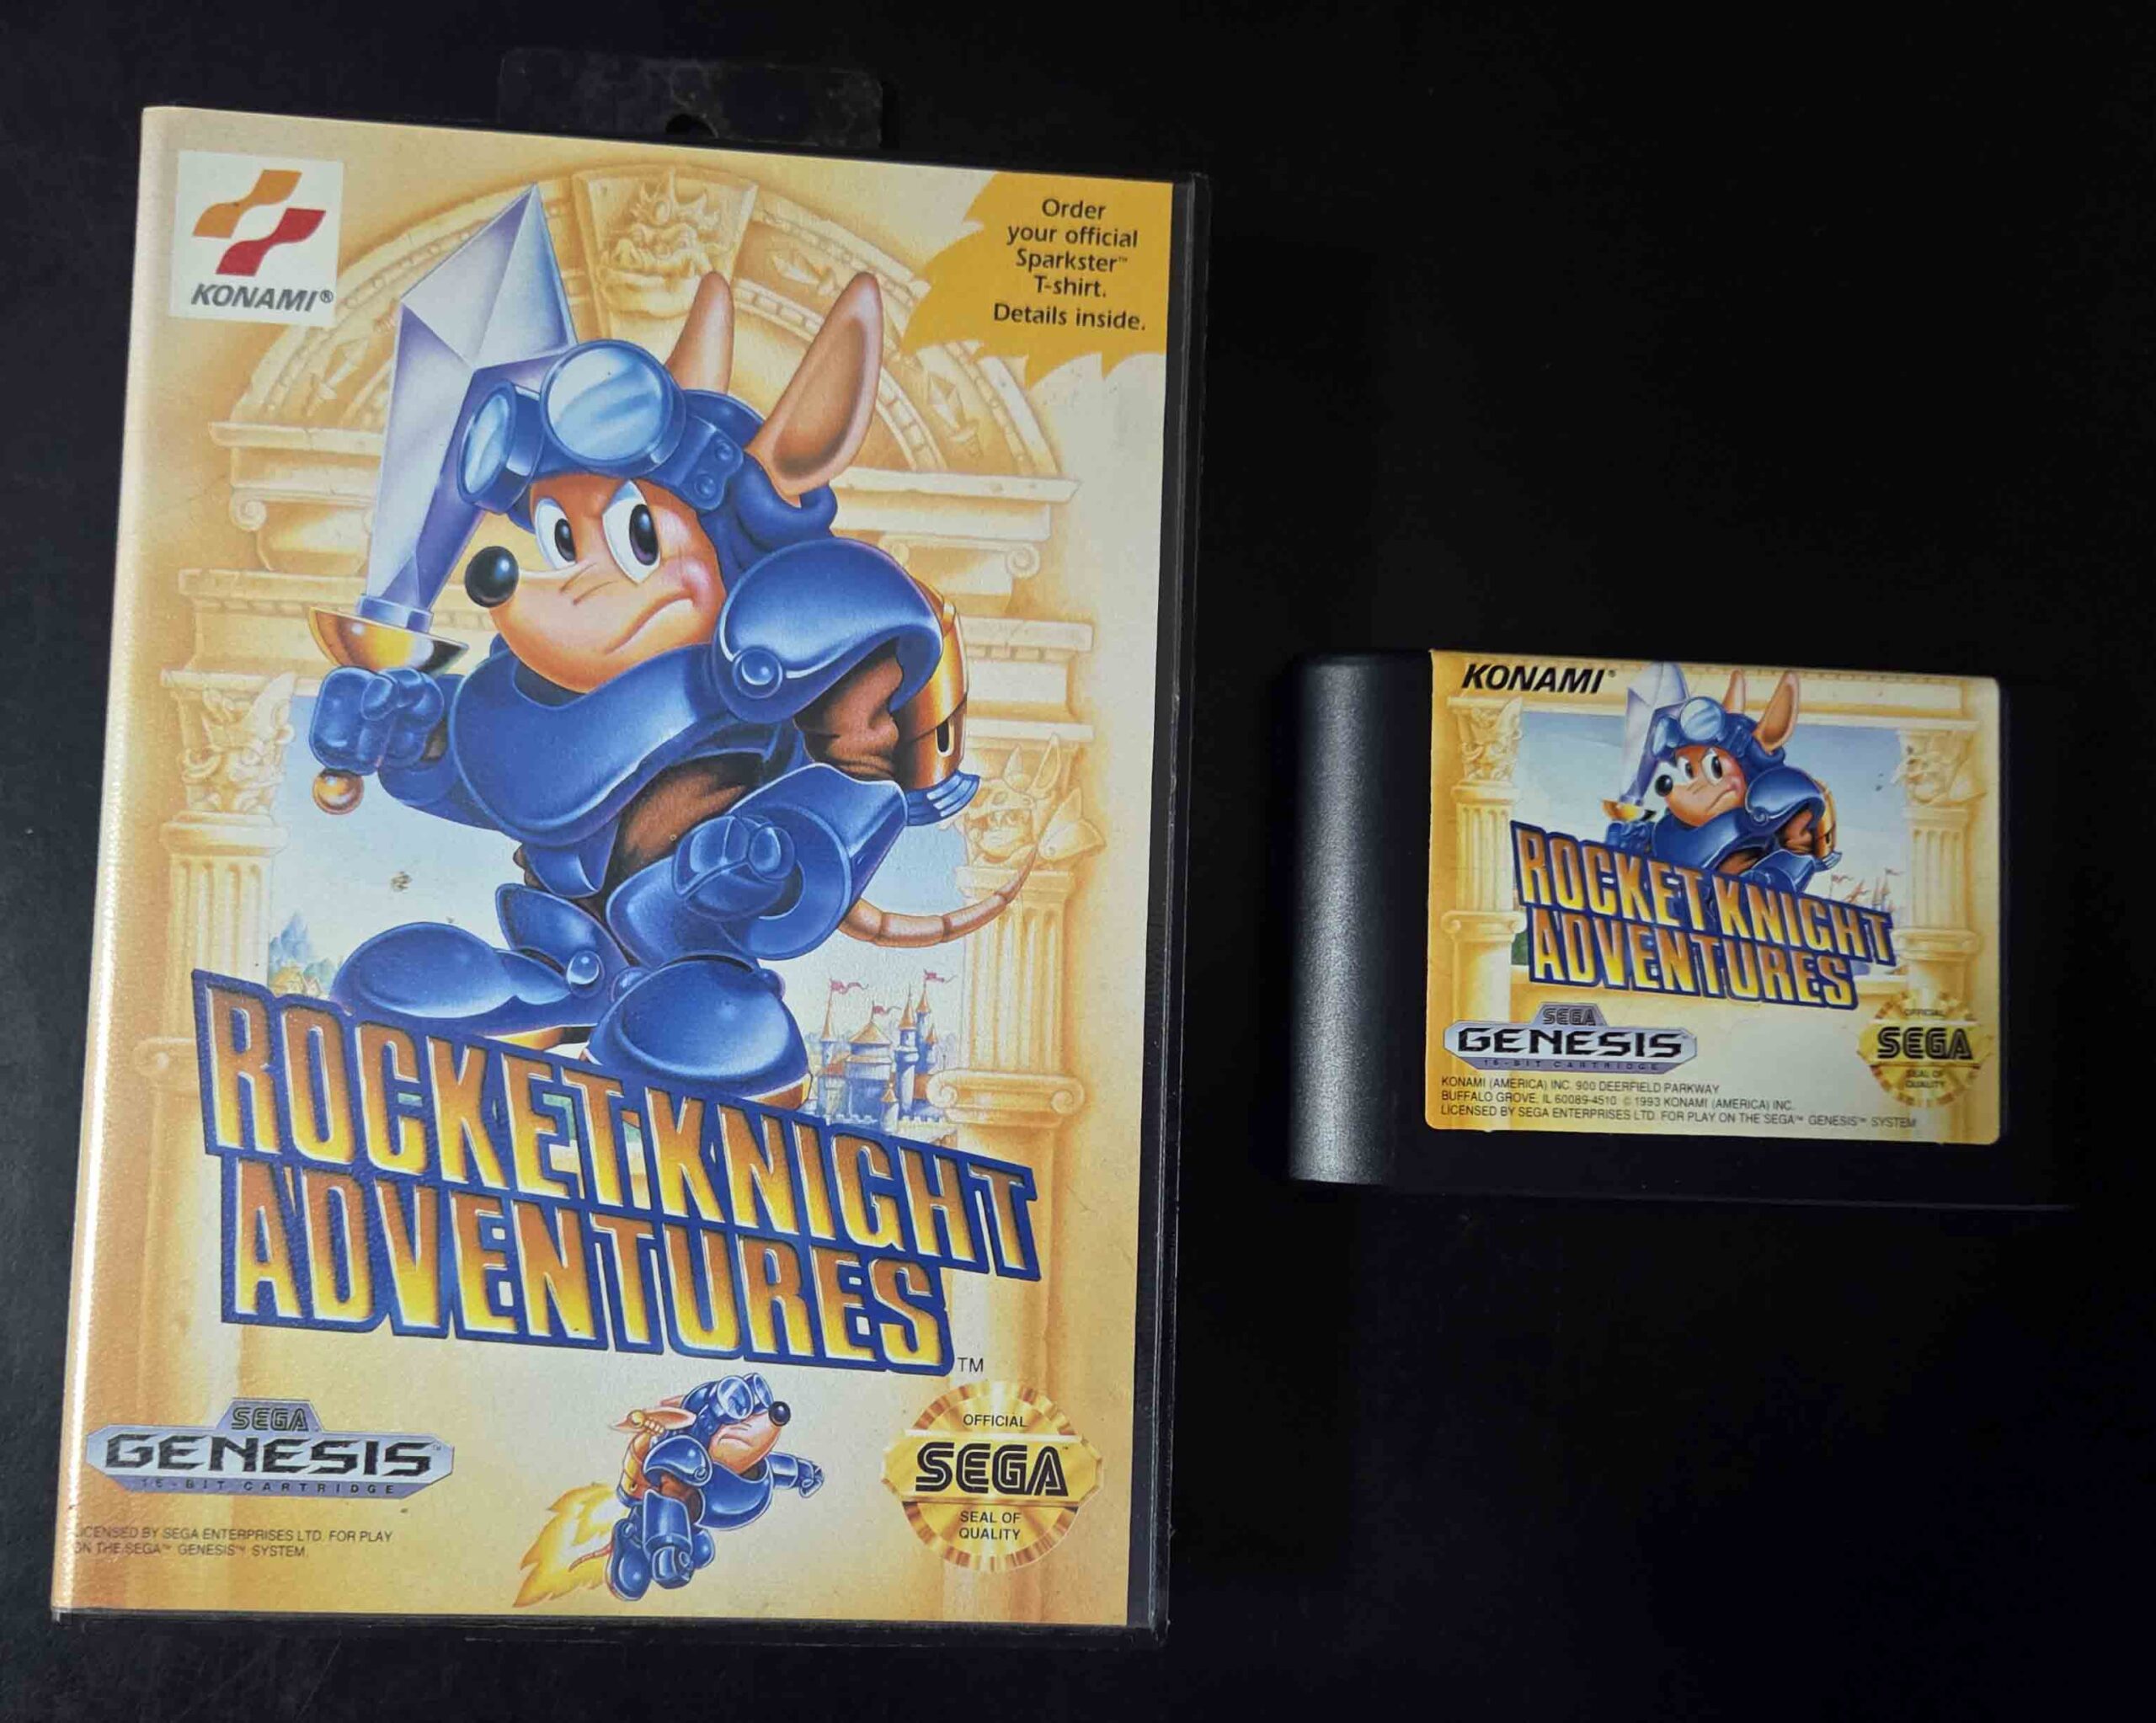 KONAMI®
Order
your official
Sparkster™
T-shirt.
Details inside.
ROCKET KNIGHT
ADVENTURES
TM
SEGA
GENESIS
16-BIT CARTRIDGE
LICENSED BY SEGA ENTERPRISES LTD. FOR PLAY
ON THE SEGA™ GENESIS™ SYSTEM.
OFFICIAL
SEGA™
SEAL OF
QUALITY
KONAMI®
ROCKET KNIGHT
ADVENTURES
SEGA
GENESIS
16-BIT CARTRIDGE
OFFICIAL
SEGA
SEAL OF
QUALITY
KONAMI (AMERICA) INC. 900 DEERFIELD PARKWAY
BUFFALO GROVE, IL 60089-4510 © 1993 KONAMI (AMERICA) INC.
LICENSED BY SEGA ENTERPRISES LTD. FOR PLAY ON THE SEGA™ GENESIS™ SYSTEM